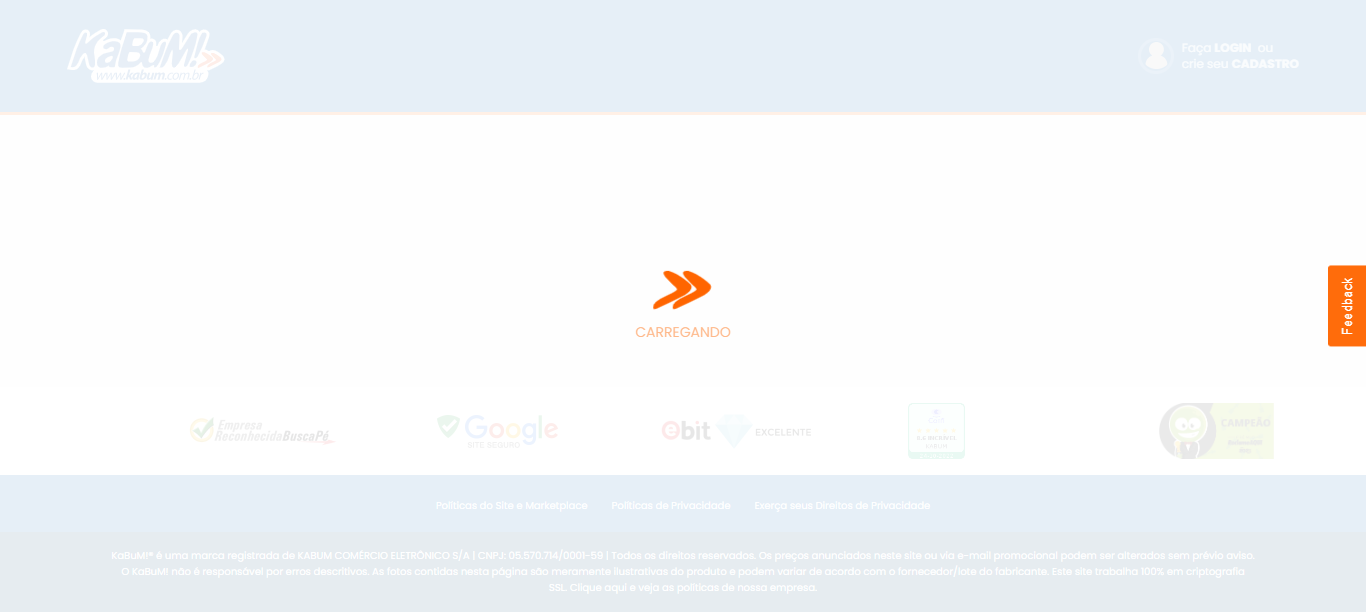 KaBuM!
www.kabum.com.br
Faça LOGIN ou
crie seu CADASTRO
Feedback
CARREGANDO
Empresa
ReconhecidaBuscaPé
Google
SITE SEGURO
ebit EXCELENTE
CAMPEÃO
Políticas do Site e Marketplace Políticas de Privacidade Exerça seus Direitos de Privacidade
KaBuM!® é uma marca registrada de KABUM COMÉRCIO ELETRÔNICO S/A | CNPJ: 05.570.714/0001-59 | Todos os direitos reservados. Os preços anunciados neste site ou via e-mail promocional podem ser alterados sem prévio aviso.
O KaBuM! não é responsável por erros descritivos. As fotos contidas nesta página são meramente ilustrativas do produto e podem variar de acordo com o fornecedor/lote do fabricante. Este site trabalha 100% em criptografia
SSL. Clique aqui e veja as políticas de nossa empresa.